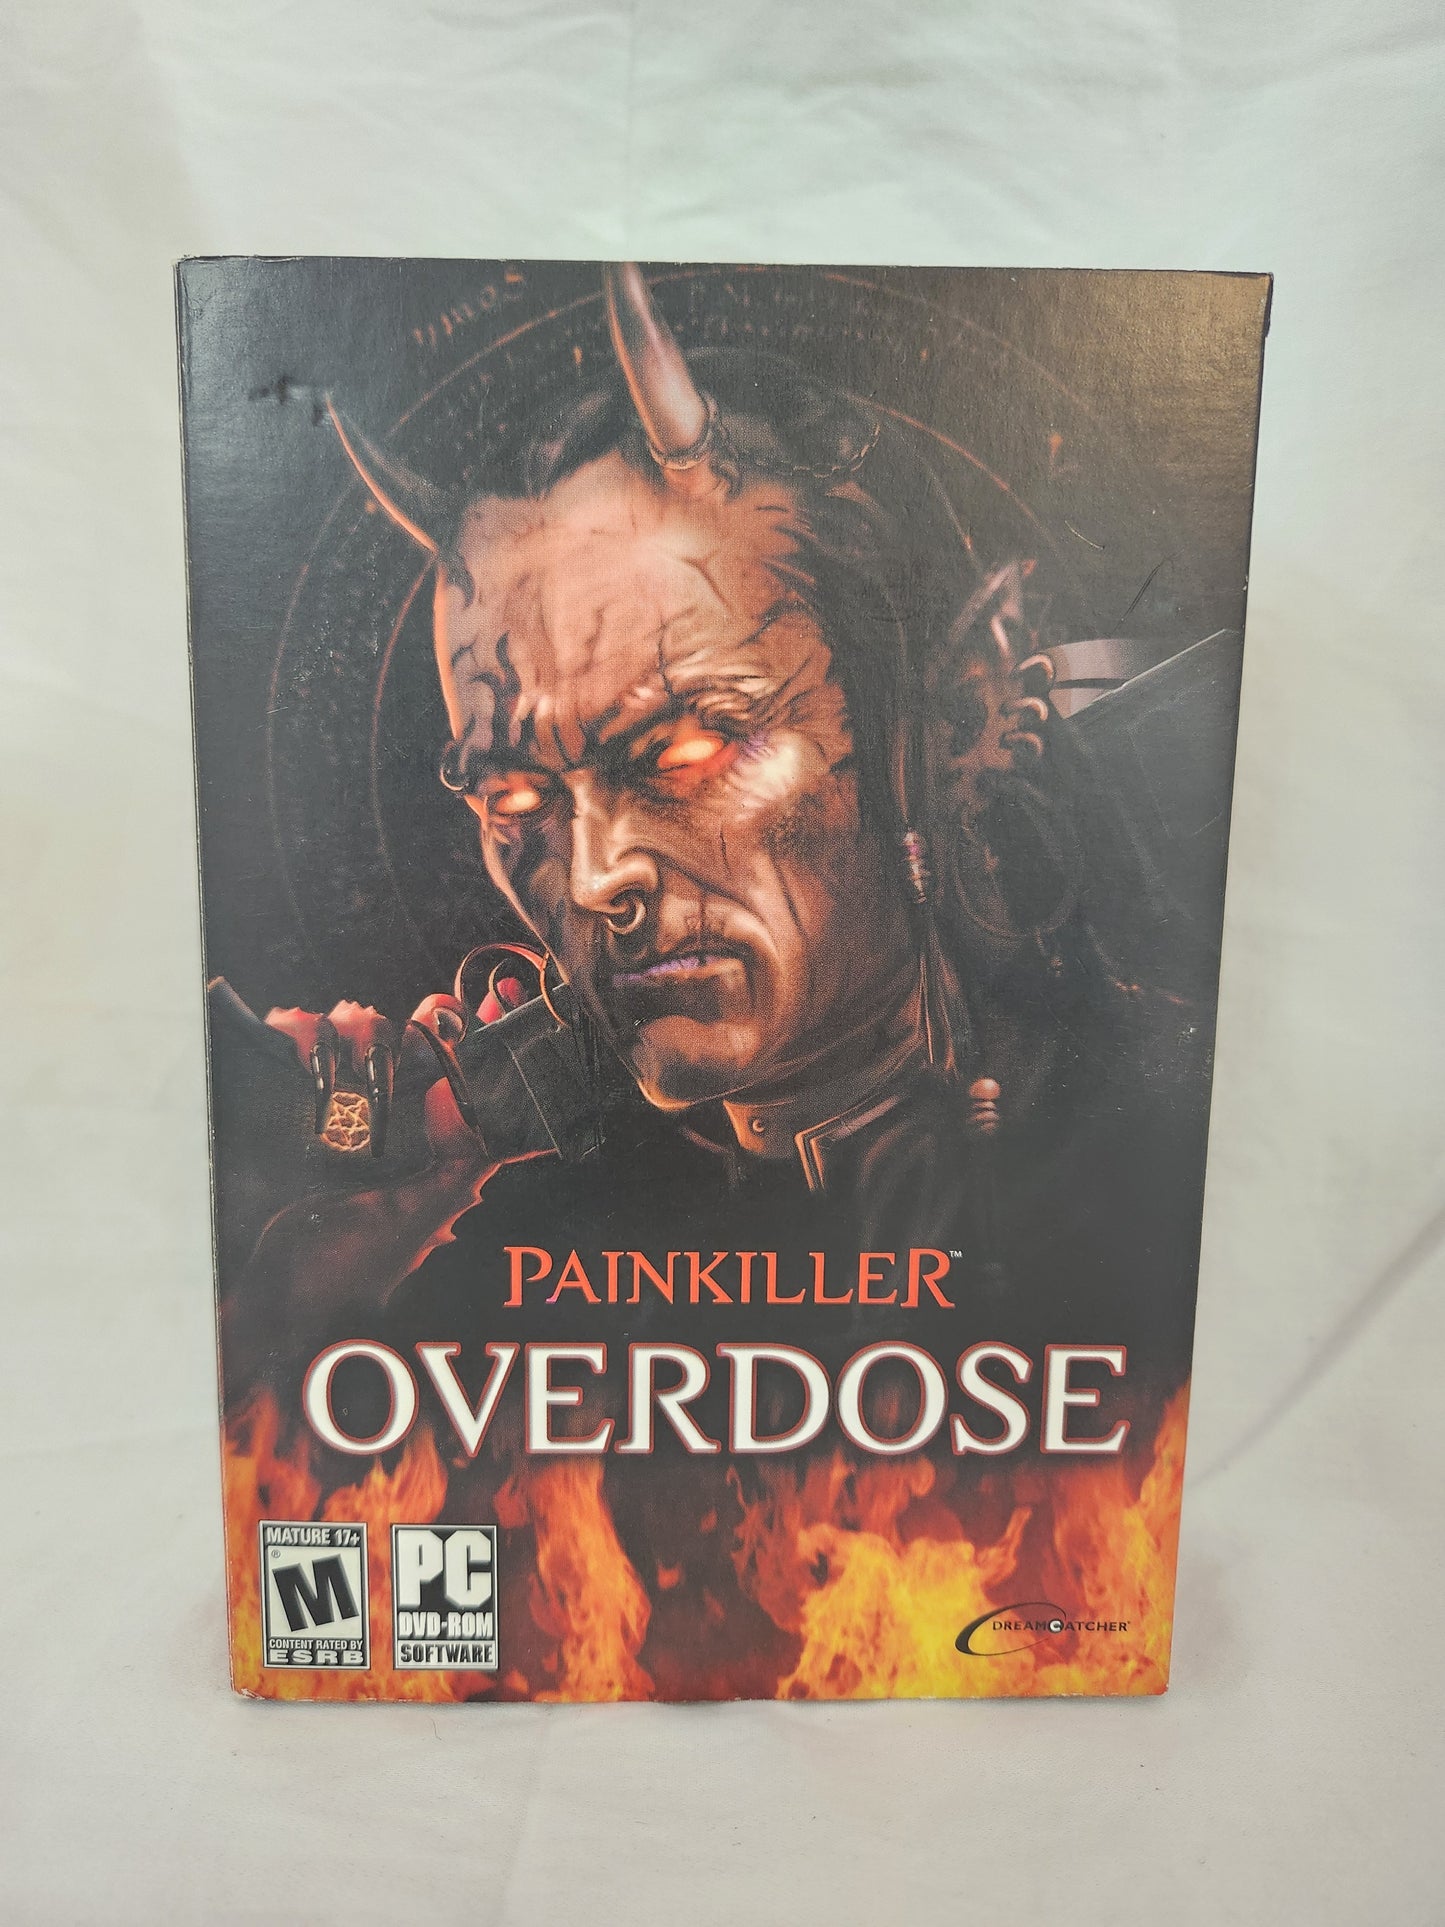 PAINKILLER™
OVERDOSE
MATURE 17+
M
®
CONTENT RATED BY
ESRB
PC
DVD-ROM
SOFTWARE
DREAMCATCHER®